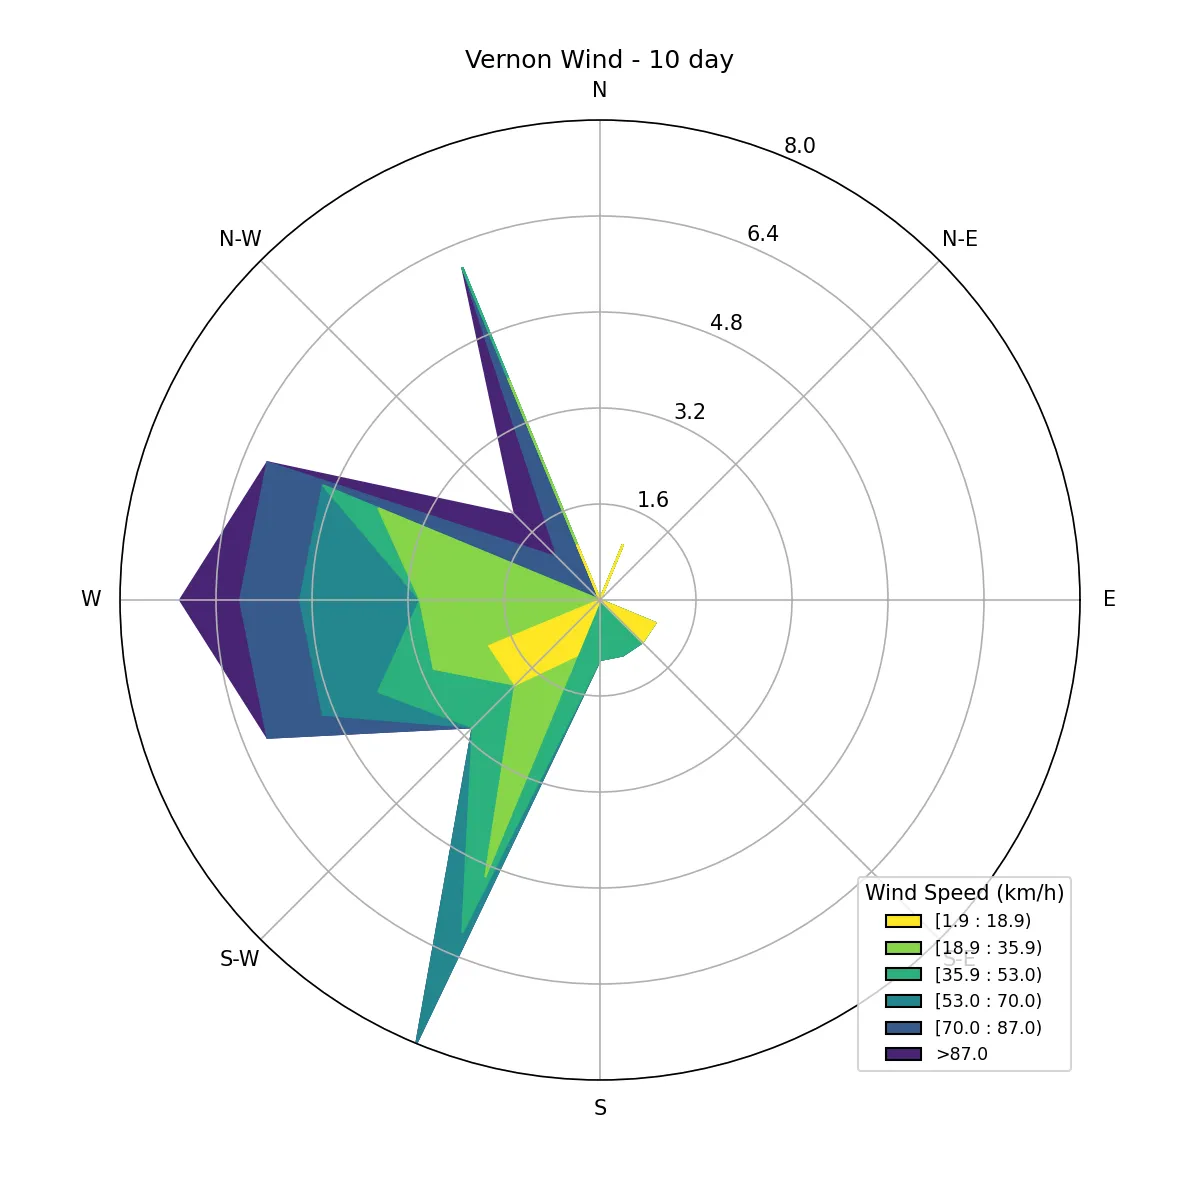 Vernon Wind - 10 day
N
8.0
N-W
6.4
N-E
4.8
3.2
1.6
W
E
Wind Speed (km/h)
[1.9 : 18.9)
[18.9 : 35.9)
S-W
S-E
[35.9 : 53.0)
[53.0 : 70.0)
[70.0 : 87.0)
>87.0
S